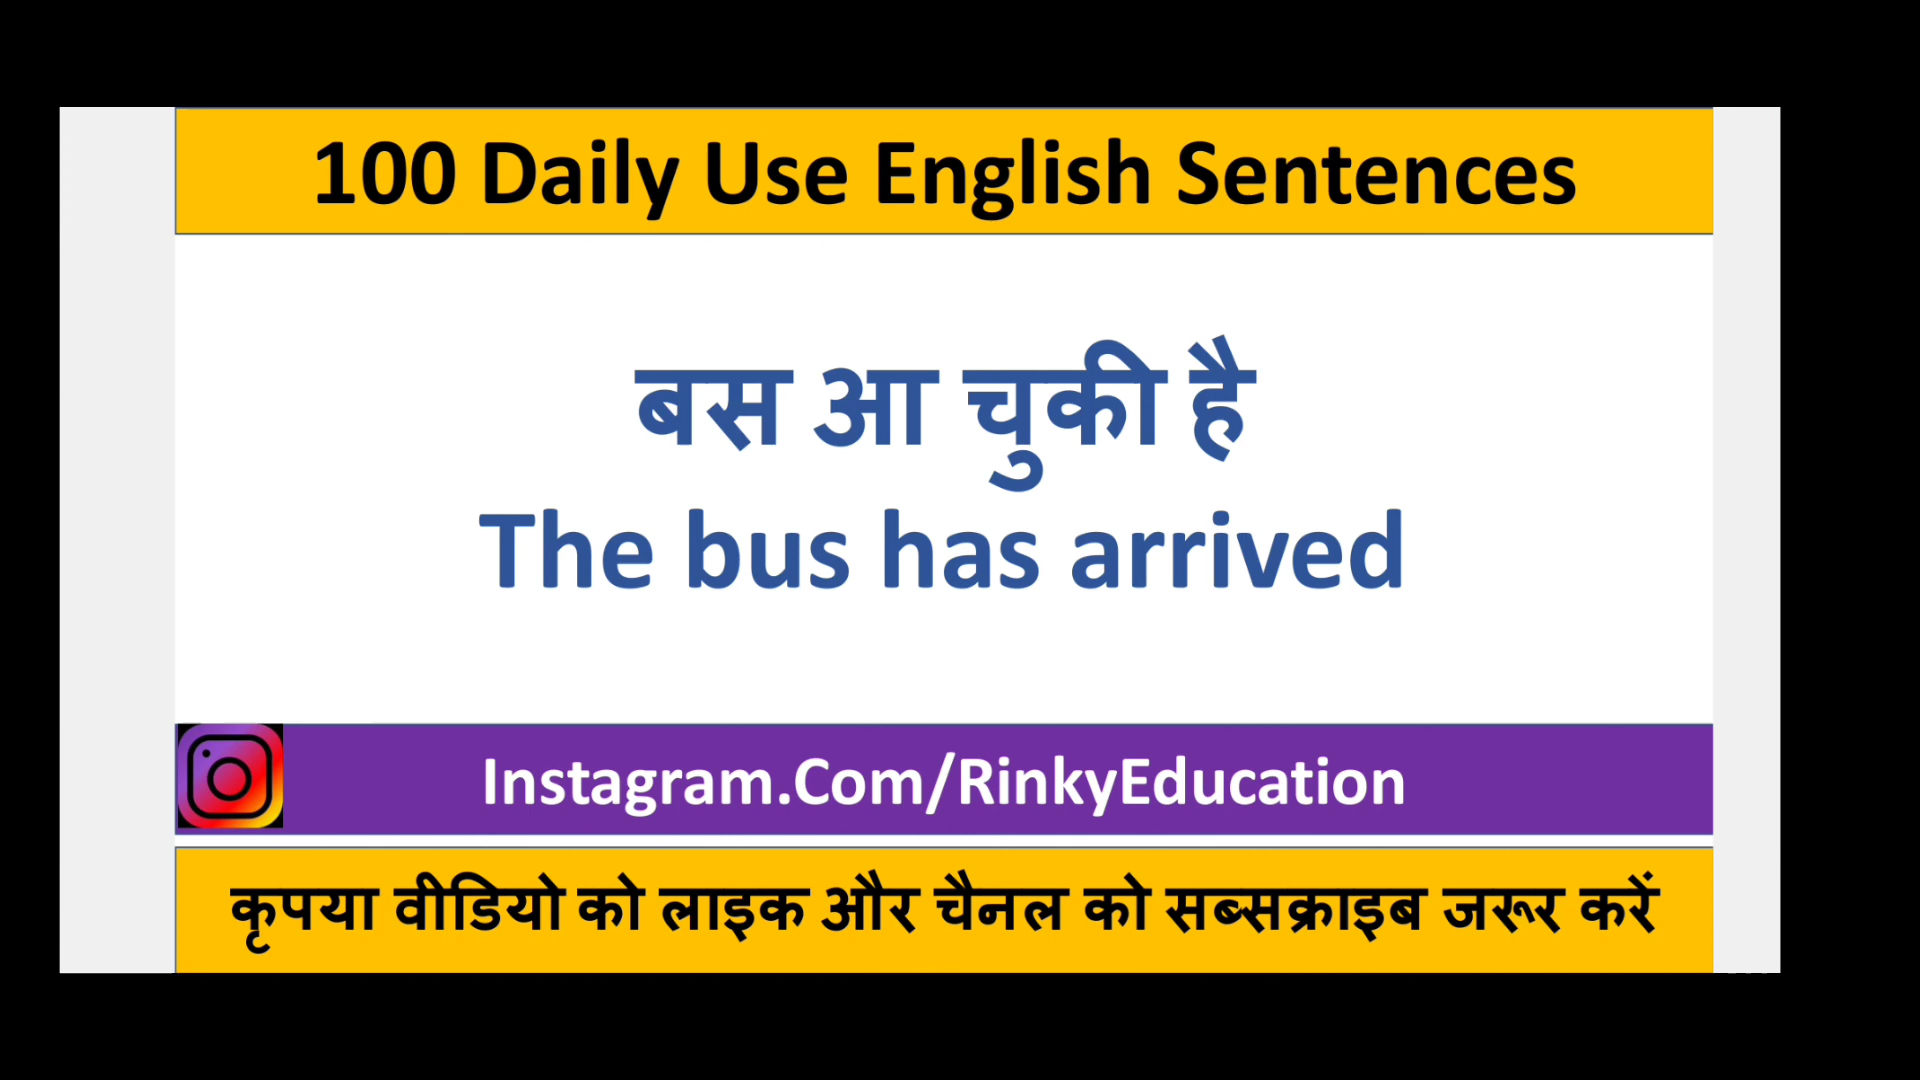 100 Daily Use English Sentences
बस आ चुकी है
The bus has arrived
Instagram.Com/RinkyEducation
कृपया वीडियो को लाइक और चैनल को सब्सक्राइब जरूर करें